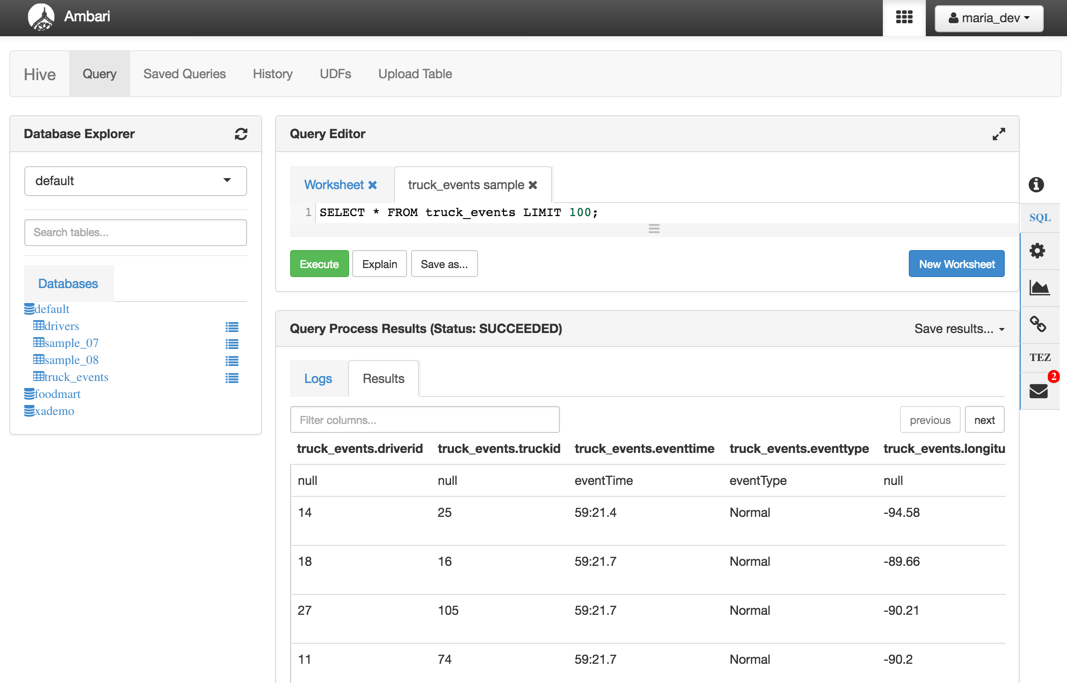 Ambari
maria_dev
Hive Query Saved Queries History UDFs Upload Table
Database Explorer
default
Search tables...
Databases
default
drivers
sample_07
sample_08
truck_events
foodmart
xademo
Query Editor
Worksheet truck_events sample
1 SELECT * FROM truck_events LIMIT 100;
Execute Explain Save as... New Worksheet
Query Process Results (Status: SUCCEEDED) Save results...
Logs Results
Filter columns... previous next
truck_events.driverid truck_events.truckid truck_events.eventtime truck_events.eventtype truck_events.longitu
null null eventTime eventType null
14 25 59:21.4 Normal -94.58
18 16 59:21.7 Normal -89.66
27 105 59:21.7 Normal -90.21
11 74 59:21.7 Normal -90.2
SQL
TEZ
2